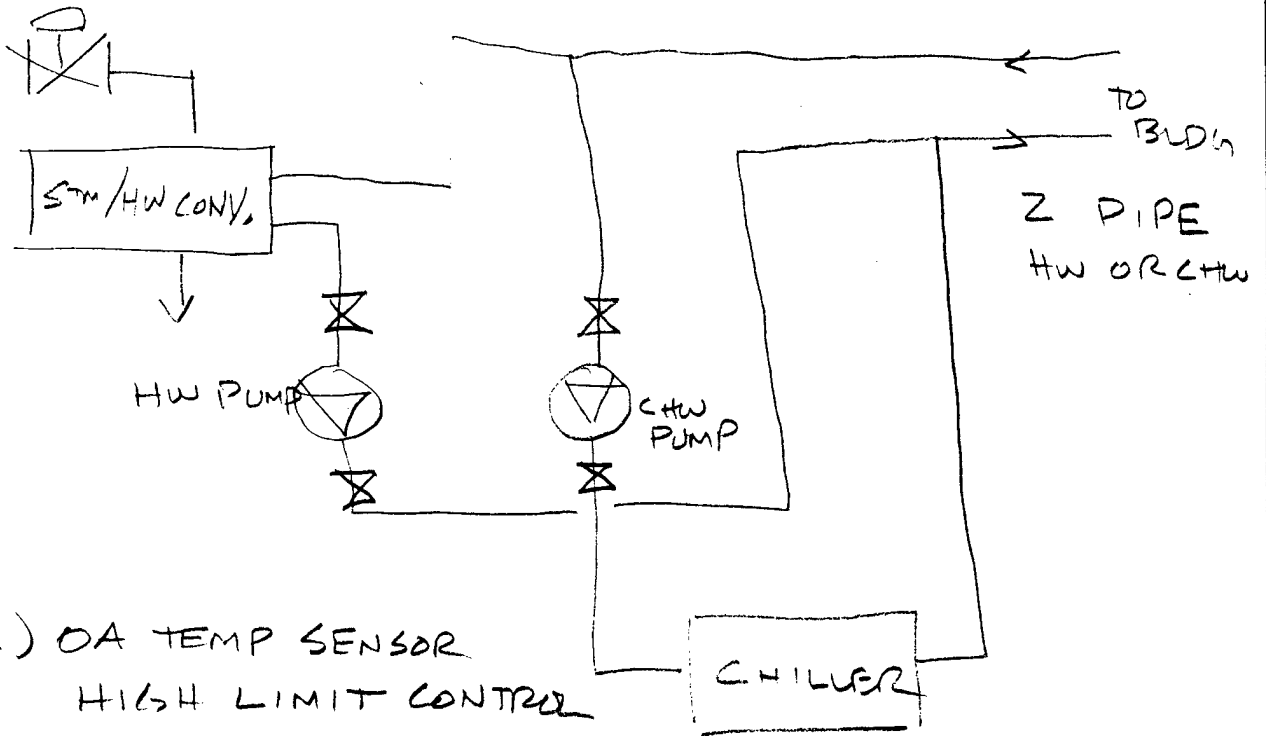 STM/HW CONV.
TO
BLDG
2 PIPE
HW OR CHW
HW PUMP
CHW
PUMP
.) OA TEMP SENSOR
HIGH LIMIT CONTROL
CHILLER